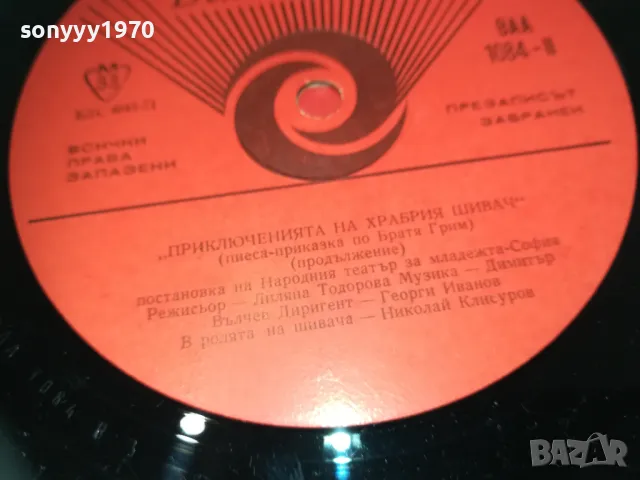 sonyyy1970
ВАА
1084-II
ВСИЧКИ
ПРАВА
ЗАПАЗЕНИ
ПРЕЗАПИСЪТ
ЗАБРАНЕН
„ПРИКЛЮЧЕНИЯТА НА ХРАБРИЯ ШИВАЧ“
(пиеса-приказка по Братя Грим)
(продължение)
постановка на Народния театър за младежта-София
Режисьор – Лиляна Тодорова Музика – Димитър
Вълчев Диригент – Георги Иванов
В ролята на шивача – Николай Клисуров
BAZAR